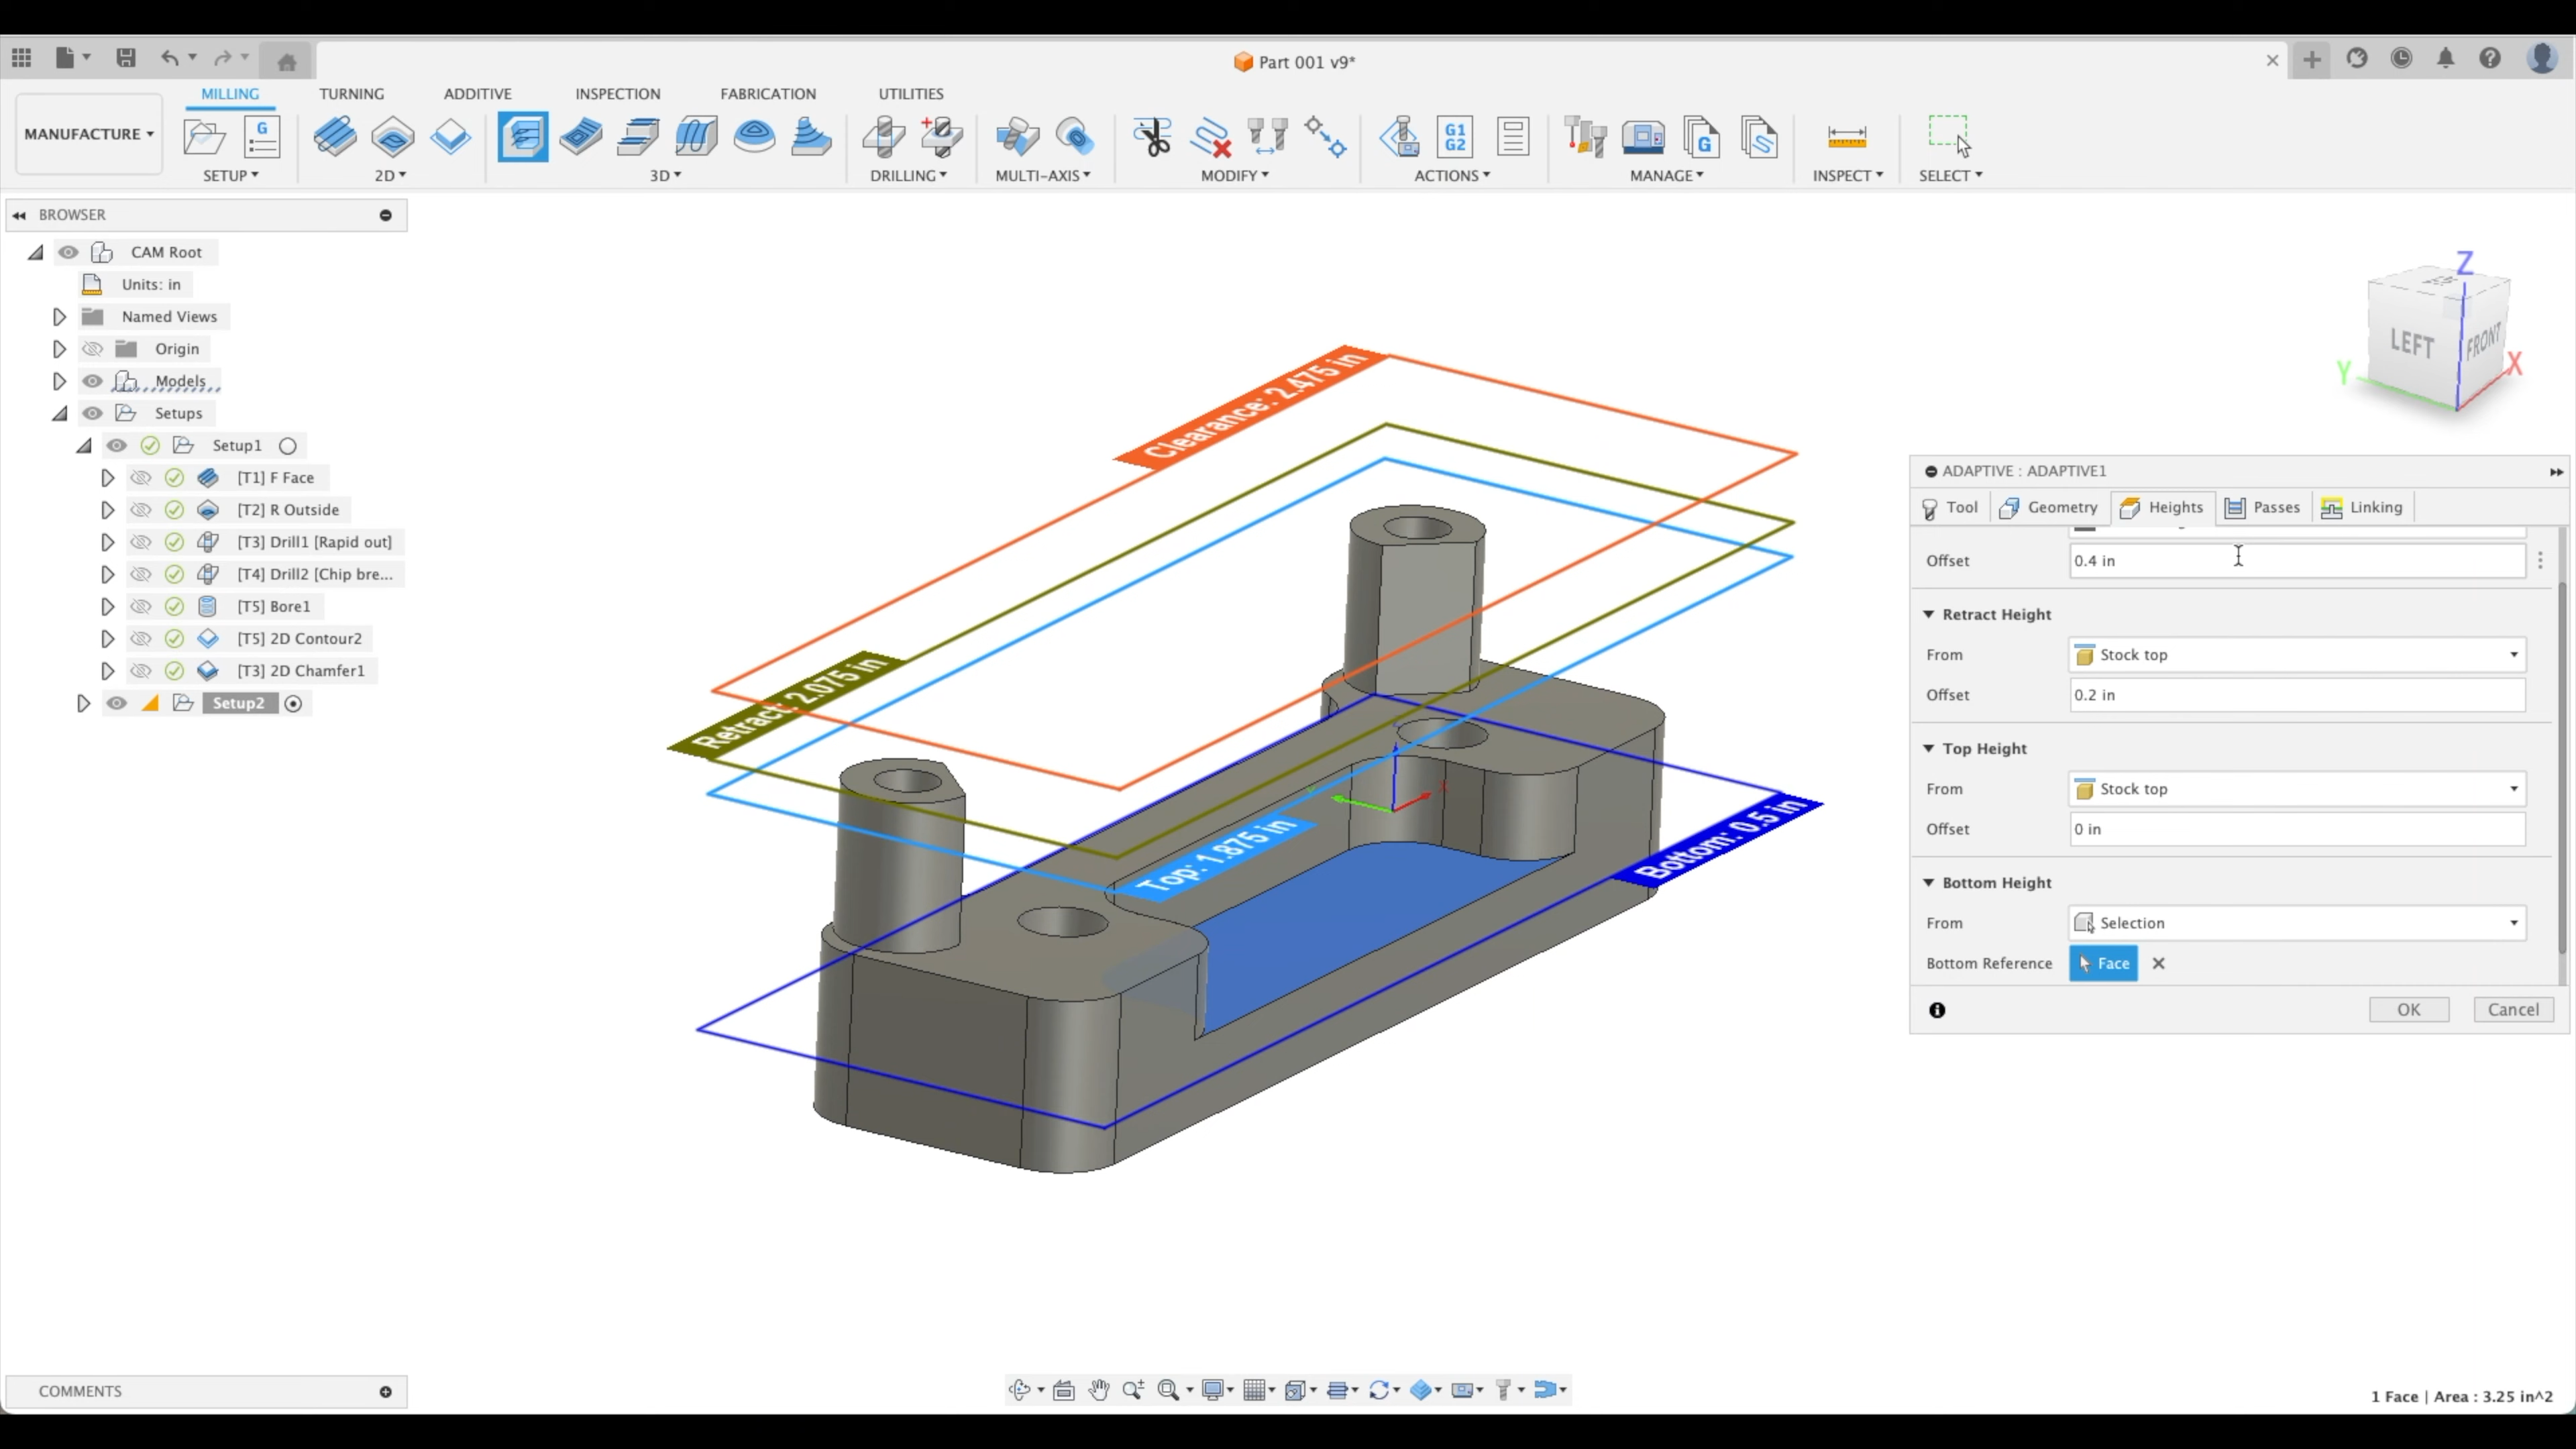 Part 001 v9*
MILLING
TURNING
ADDITIVE
INSPECTION
FABRICATION
UTILITIES
MANUFACTURE
G
G1
G2
G
SETUP
2D
3D
DRILLING
MULTI-AXIS
MODIFY
ACTIONS
MANAGE
INSPECT
SELECT
BROWSER
CAM Root
Units: in
Named Views
Origin
Models
Setups
Setup1
[T1] F Face
[T2] R Outside
[T3] Drill1 [Rapid out]
[T4] Drill2 [Chip bre...
[T5] Bore1
[T5] 2D Contour2
[T3] 2D Chamfer1
Setup2
Clearance: 2.475 in
Retract: 2.075 in
Top: 1.875 in
Bottom: 0.5 in
Z
LEFT
FRONT
Y
X
ADAPTIVE : ADAPTIVE1
Tool
Geometry
Heights
Passes
Linking
Offset
0.4 in
Retract Height
From
Stock top
Offset
0.2 in
Top Height
From
Stock top
Offset
0 in
Bottom Height
From
Selection
Bottom Reference
Face
OK
Cancel
COMMENTS
1 Face | Area : 3.25 in^2